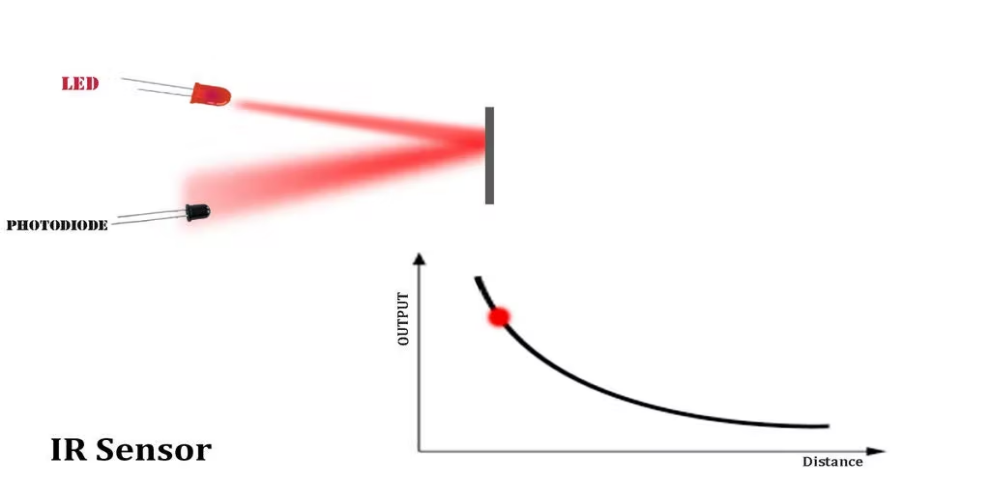 LED
PHOTODIODE
OUTPUT
Distance
IR Sensor